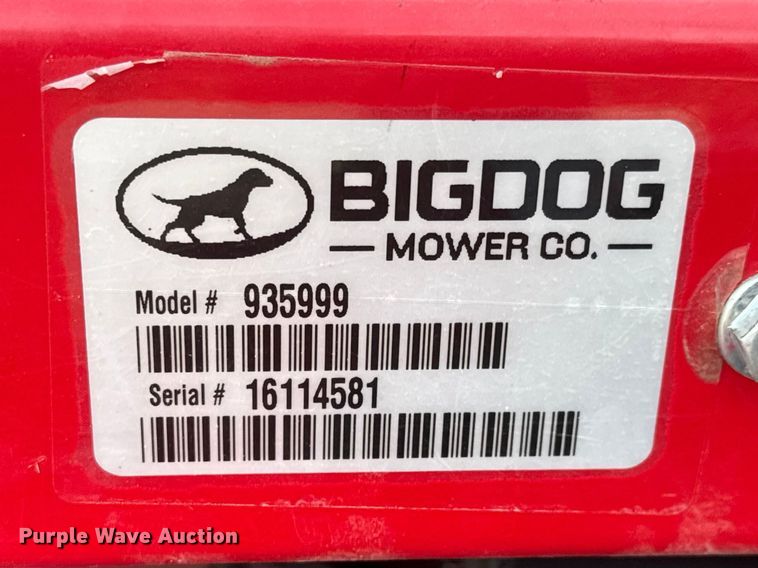 BIGDOG
— MOWER CO. —
Model # 935999
Serial # 16114581
Purple Wave Auction